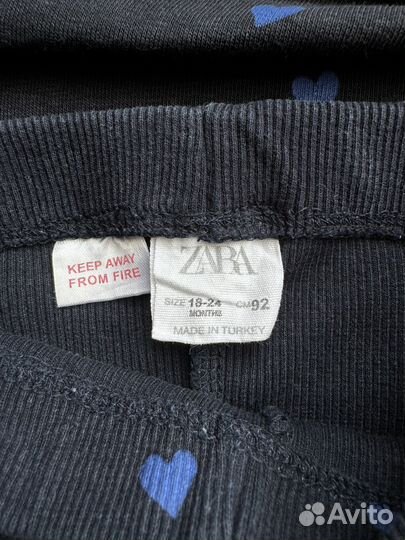 KEEP AWAY
FROM FIRE
ZARA
SIZE 18-24 CM 92
MONTHS
MADE IN TURKEY
Avito